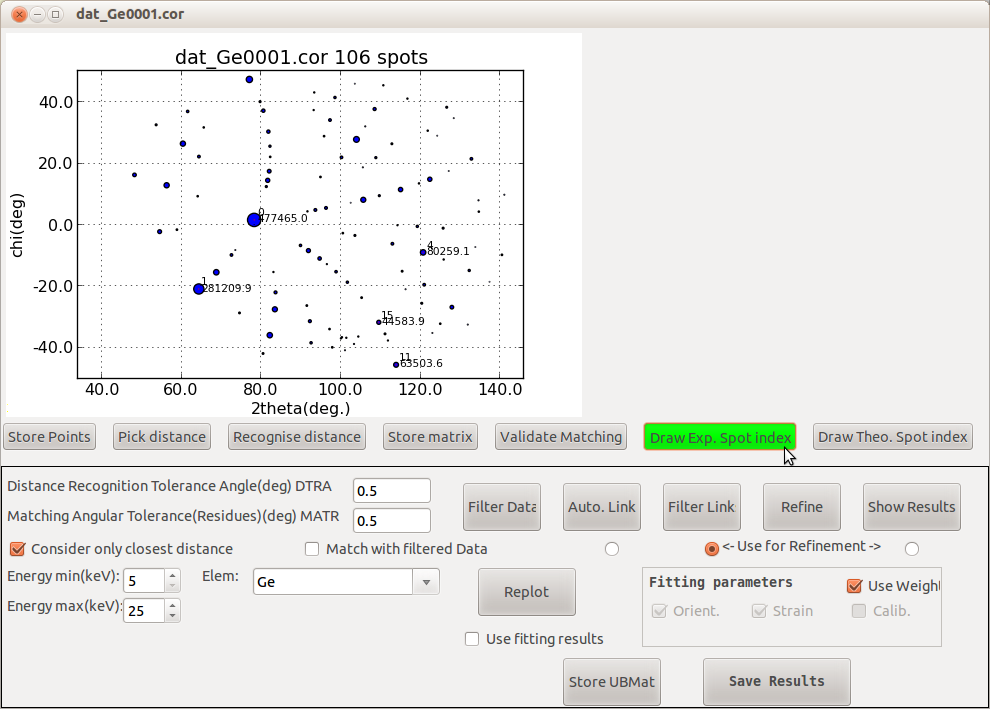 dat_Ge0001.cor
dat_Ge0001.cor 106 spots
40.0
20.0
0.0
-20.0
-40.0
chi(deg)
0
477465.0
4
80259.1
1
281209.9
15
44583.9
11
63503.6
40.0 60.0 80.0 100.0 120.0 140.0
2theta(deg.)
Store Points Pick distance Recognise distance Store matrix Validate Matching Draw Exp. Spot index Draw Theo. Spot index
Distance Recognition Tolerance Angle(deg) DTRA 0.5
Matching Angular Tolerance(Residues)(deg) MATR 0.5
Filter Data Auto. Link Filter Link Refine Show Results
Consider only closest distance Match with filtered Data <- Use for Refinement ->
Energy min(keV): 5 Elem: Ge
Energy max(keV): 25
Replot
Use fitting results
Fitting parameters Use Weigh
Orient. Strain Calib.
Store UBMat Save Results